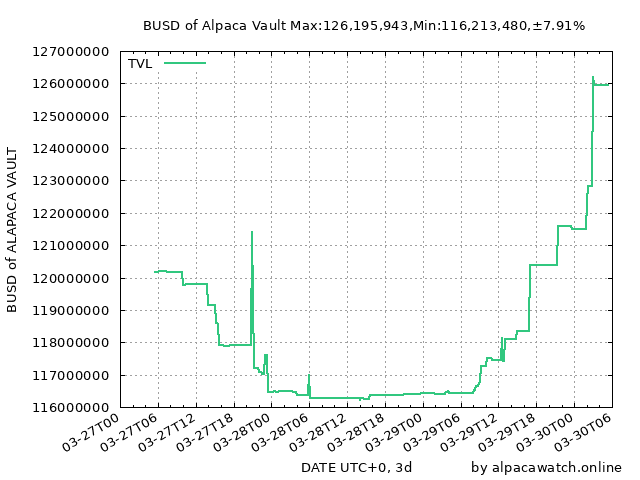 BUSD of Alpaca Vault Max:126,195,943,Min:116,213,480,±7.91%
TVL
127000000
126000000
125000000
124000000
123000000
122000000
121000000
120000000
119000000
118000000
117000000
116000000
BUSD of ALAPACA VAULT
03-27T00
03-27T06
03-27T12
03-27T18
03-28T00
03-28T06
03-28T12
03-28T18
03-29T00
03-29T06
03-29T12
03-29T18
03-30T00
03-30T06
DATE UTC+0, 3d
by alpacawatch.online